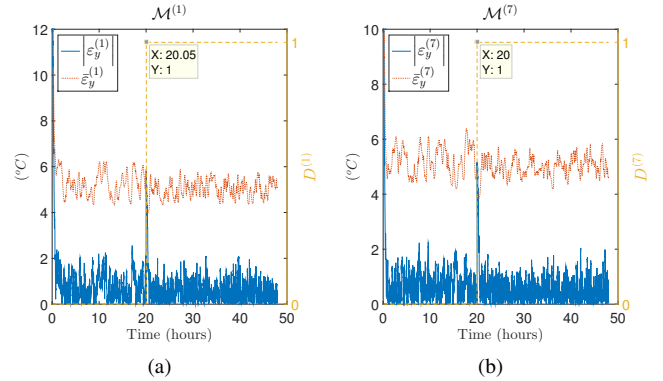 𝓜⁽¹⁾
|ε_y⁽¹⁾|
ε̄_y⁽¹⁾
X: 20.05
Y: 1
12
10
8
6
4
2
0
(°C)
1
0
D⁽¹⁾
0 10 20 30 40 50
Time (hours)
(a)
𝓜⁽⁷⁾
|ε_y⁽⁷⁾|
ε̄_y⁽⁷⁾
X: 20
Y: 1
10
8
6
4
2
0
(°C)
1
0
D⁽⁷⁾
0 10 20 30 40 50
Time (hours)
(b)